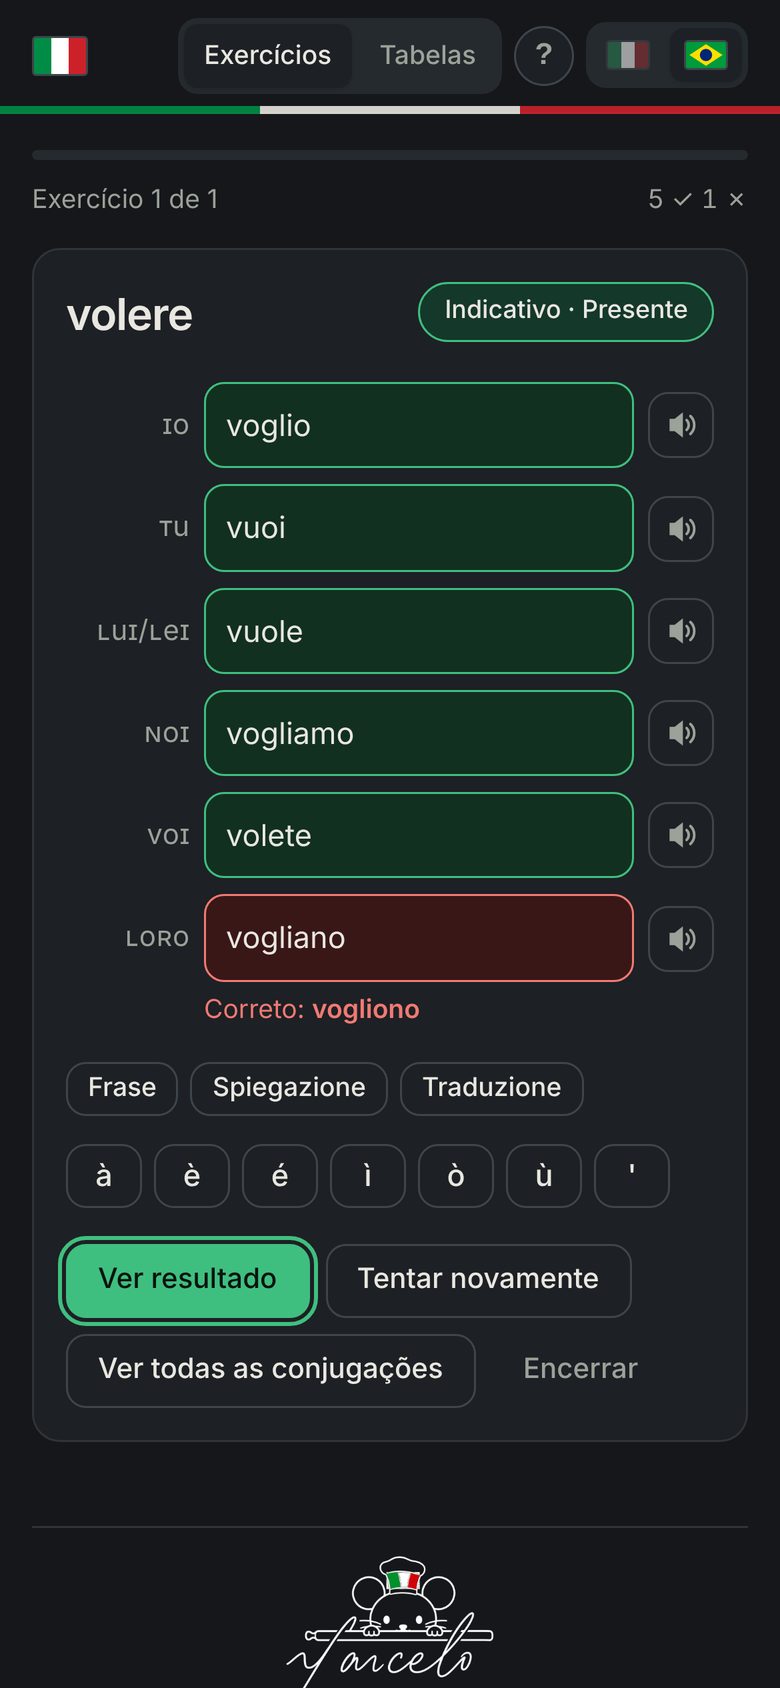 Exercícios Tabelas ?
Exercício 1 de 1 5 ✓ 1 ×
volere Indicativo · Presente
IO voglio
TU vuoi
LUI/LEI vuole
NOI vogliamo
VOI volete
LORO vogliano
Correto: vogliono
Frase Spiegazione Traduzione
à è é ì ò ù '
Ver resultado Tentar novamente
Ver todas as conjugações Encerrar
Marcelo